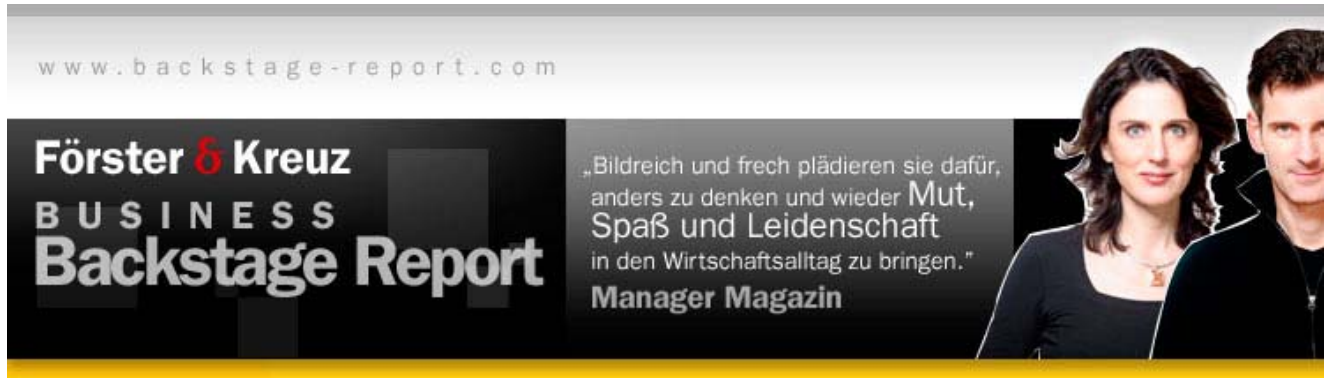 www.backstage-report.com
Förster & Kreuz
BUSINESS
Backstage Report
„Bildreich und frech plädieren sie dafür,
anders zu denken und wieder Mut,
Spaß und Leidenschaft
in den Wirtschaftsalltag zu bringen.”
Manager Magazin